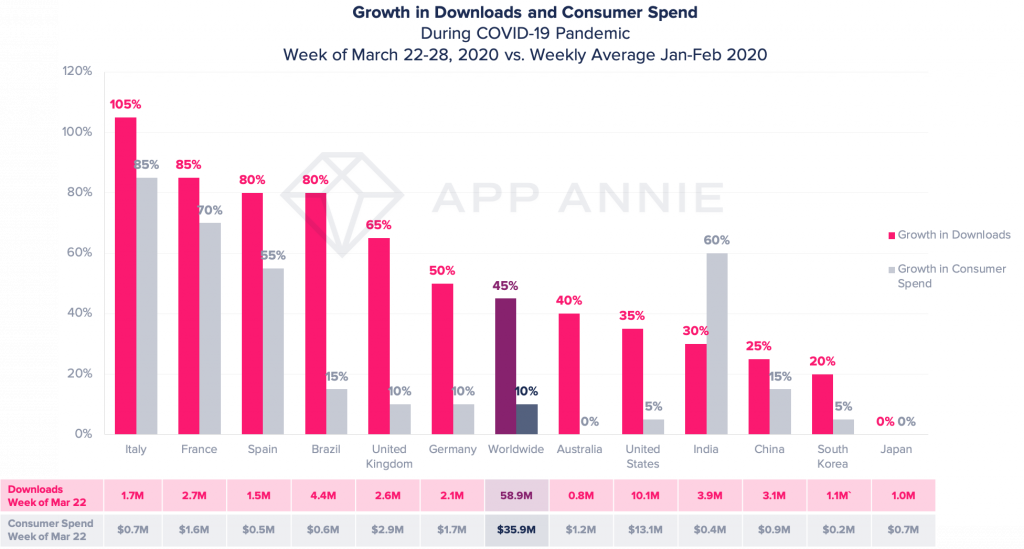 Growth in Downloads and Consumer Spend
During COVID-19 Pandemic
Week of March 22-28, 2020 vs. Weekly Average Jan-Feb 2020
120%
100%
80%
60%
40%
20%
0%
105%
85%
85%
70%
80%
55%
80%
15%
65%
10%
50%
10%
45%
10%
40%
0%
35%
5%
30%
60%
25%
15%
20%
5%
0% 0%
APP ANNIE
Growth in Downloads
Growth in Consumer
Spend
Italy France Spain Brazil United Kingdom Germany Worldwide Australia United States India China South Korea Japan
Downloads
Week of Mar 22
1.7M 2.7M 1.5M 4.4M 2.6M 2.1M 58.9M 0.8M 10.1M 3.9M 3.1M 1.1M` 1.0M
Consumer Spend
Week of Mar 22
$0.7M $1.6M $0.5M $0.6M $2.9M $1.7M $35.9M $1.2M $13.1M $0.4M $0.9M $0.2M $0.7M